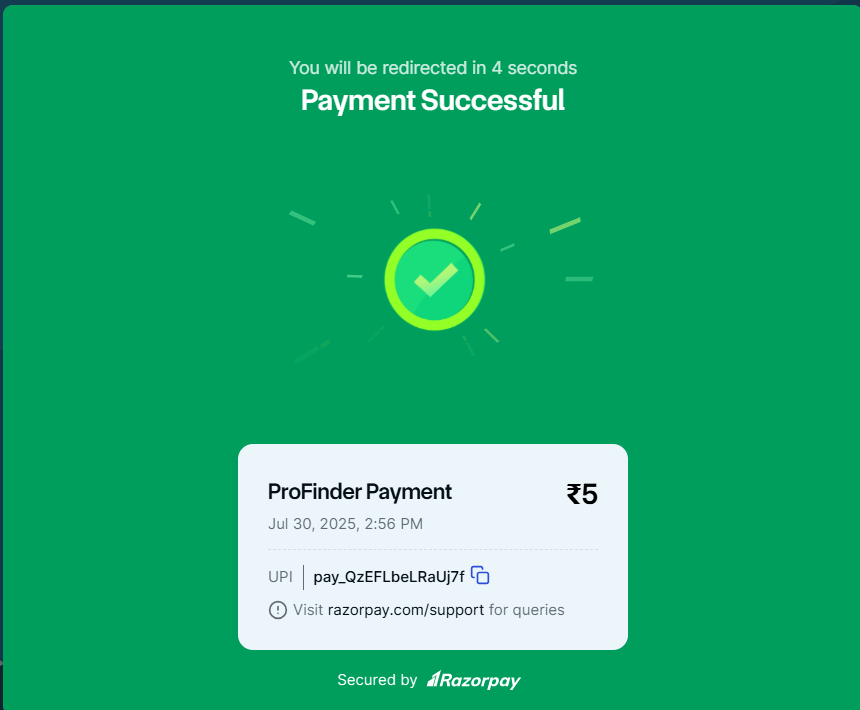 You will be redirected in 4 seconds
Payment Successful
ProFinder Payment ₹5
Jul 30, 2025, 2:56 PM
UPI pay_QzEFLbeLRaUj7f
Visit razorpay.com/support for queries
Secured by Razorpay